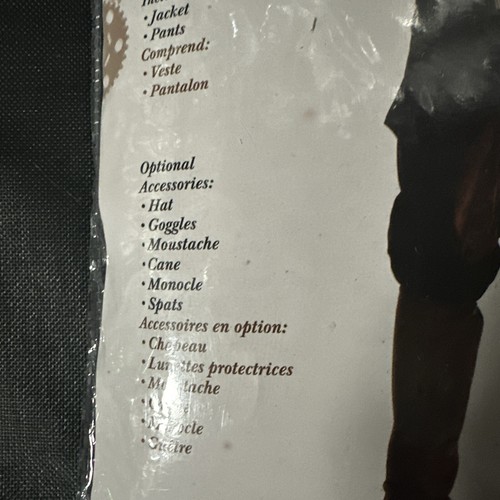 • Jacket
• Pants
Comprend:
• Veste
• Pantalon
Optional
Accessories:
• Hat
• Goggles
• Moustache
• Cane
• Monocle
• Spats
Accessoires en option:
• Chapeau
• Lunettes protectrices
• Moustache
•
• Monocle
• Guêtre